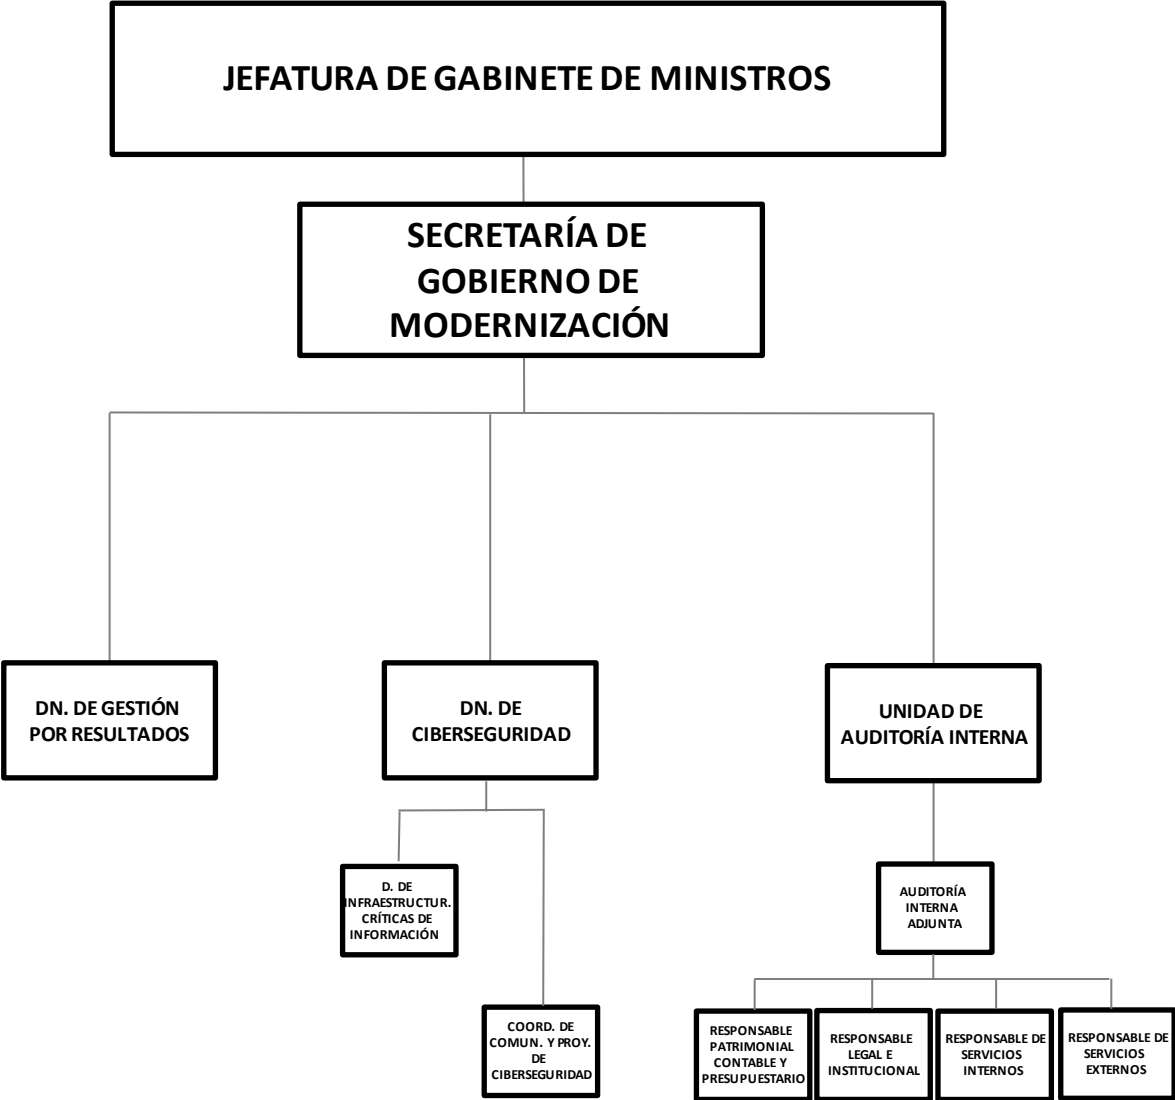 JEFATURA DE GABINETE DE MINISTROS
SECRETARÍA DE
GOBIERNO DE
MODERNIZACIÓN
DN. DE GESTIÓN
POR RESULTADOS
DN. DE
CIBERSEGURIDAD
UNIDAD DE
AUDITORÍA INTERNA
D. DE
INFRAESTRUCTUR.
CRÍTICAS DE
INFORMACIÓN
AUDITORÍA
INTERNA
ADJUNTA
COORD. DE
COMUN. Y PROY.
DE
CIBERSEGURIDAD
RESPONSABLE
PATRIMONIAL
CONTABLE Y
PRESUPUESTARIO
RESPONSABLE
LEGAL E
INSTITUCIONAL
RESPONSABLE DE
SERVICIOS
INTERNOS
RESPONSABLE DE
SERVICIOS
EXTERNOS